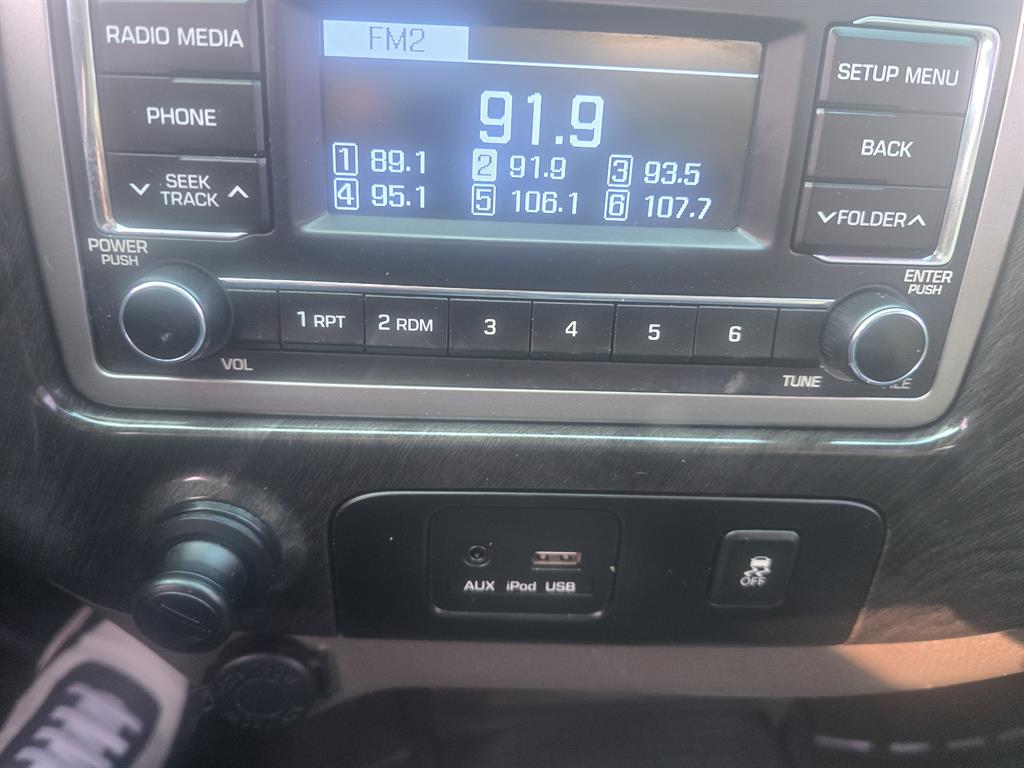 RADIO MEDIA
PHONE
SEEK
TRACK
FM2
91.9
1 89.1 2 91.9 3 93.5
4 95.1 5 106.1 6 107.7
SETUP MENU
BACK
FOLDER
POWER
PUSH
VOL
1 RPT 2 RDM 3 4 5 6
ENTER
PUSH
TUNE
AUX iPod USB
OFF